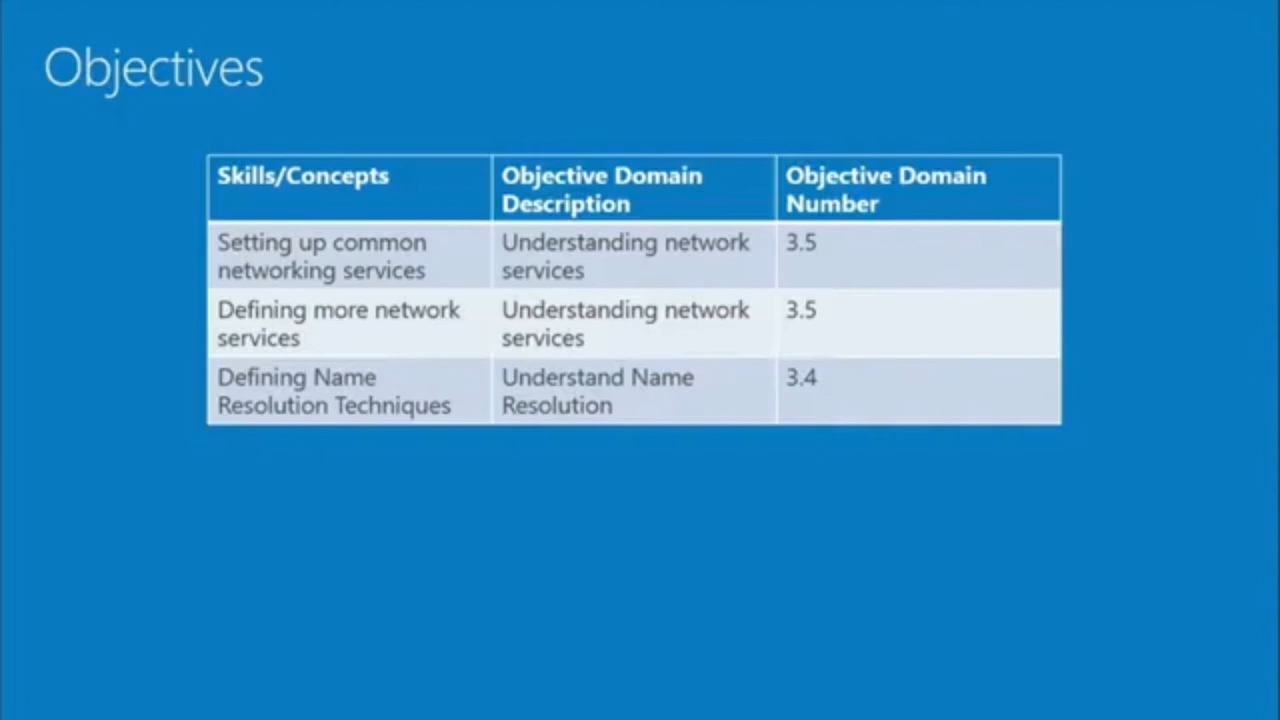 Objectives
Skills/Concepts
Objective Domain
Description
Objective Domain
Number
Setting up common
networking services
Understanding network
services
3.5
Defining more network
services
Understanding network
services
3.5
Defining Name
Resolution Techniques
Understand Name
Resolution
3.4